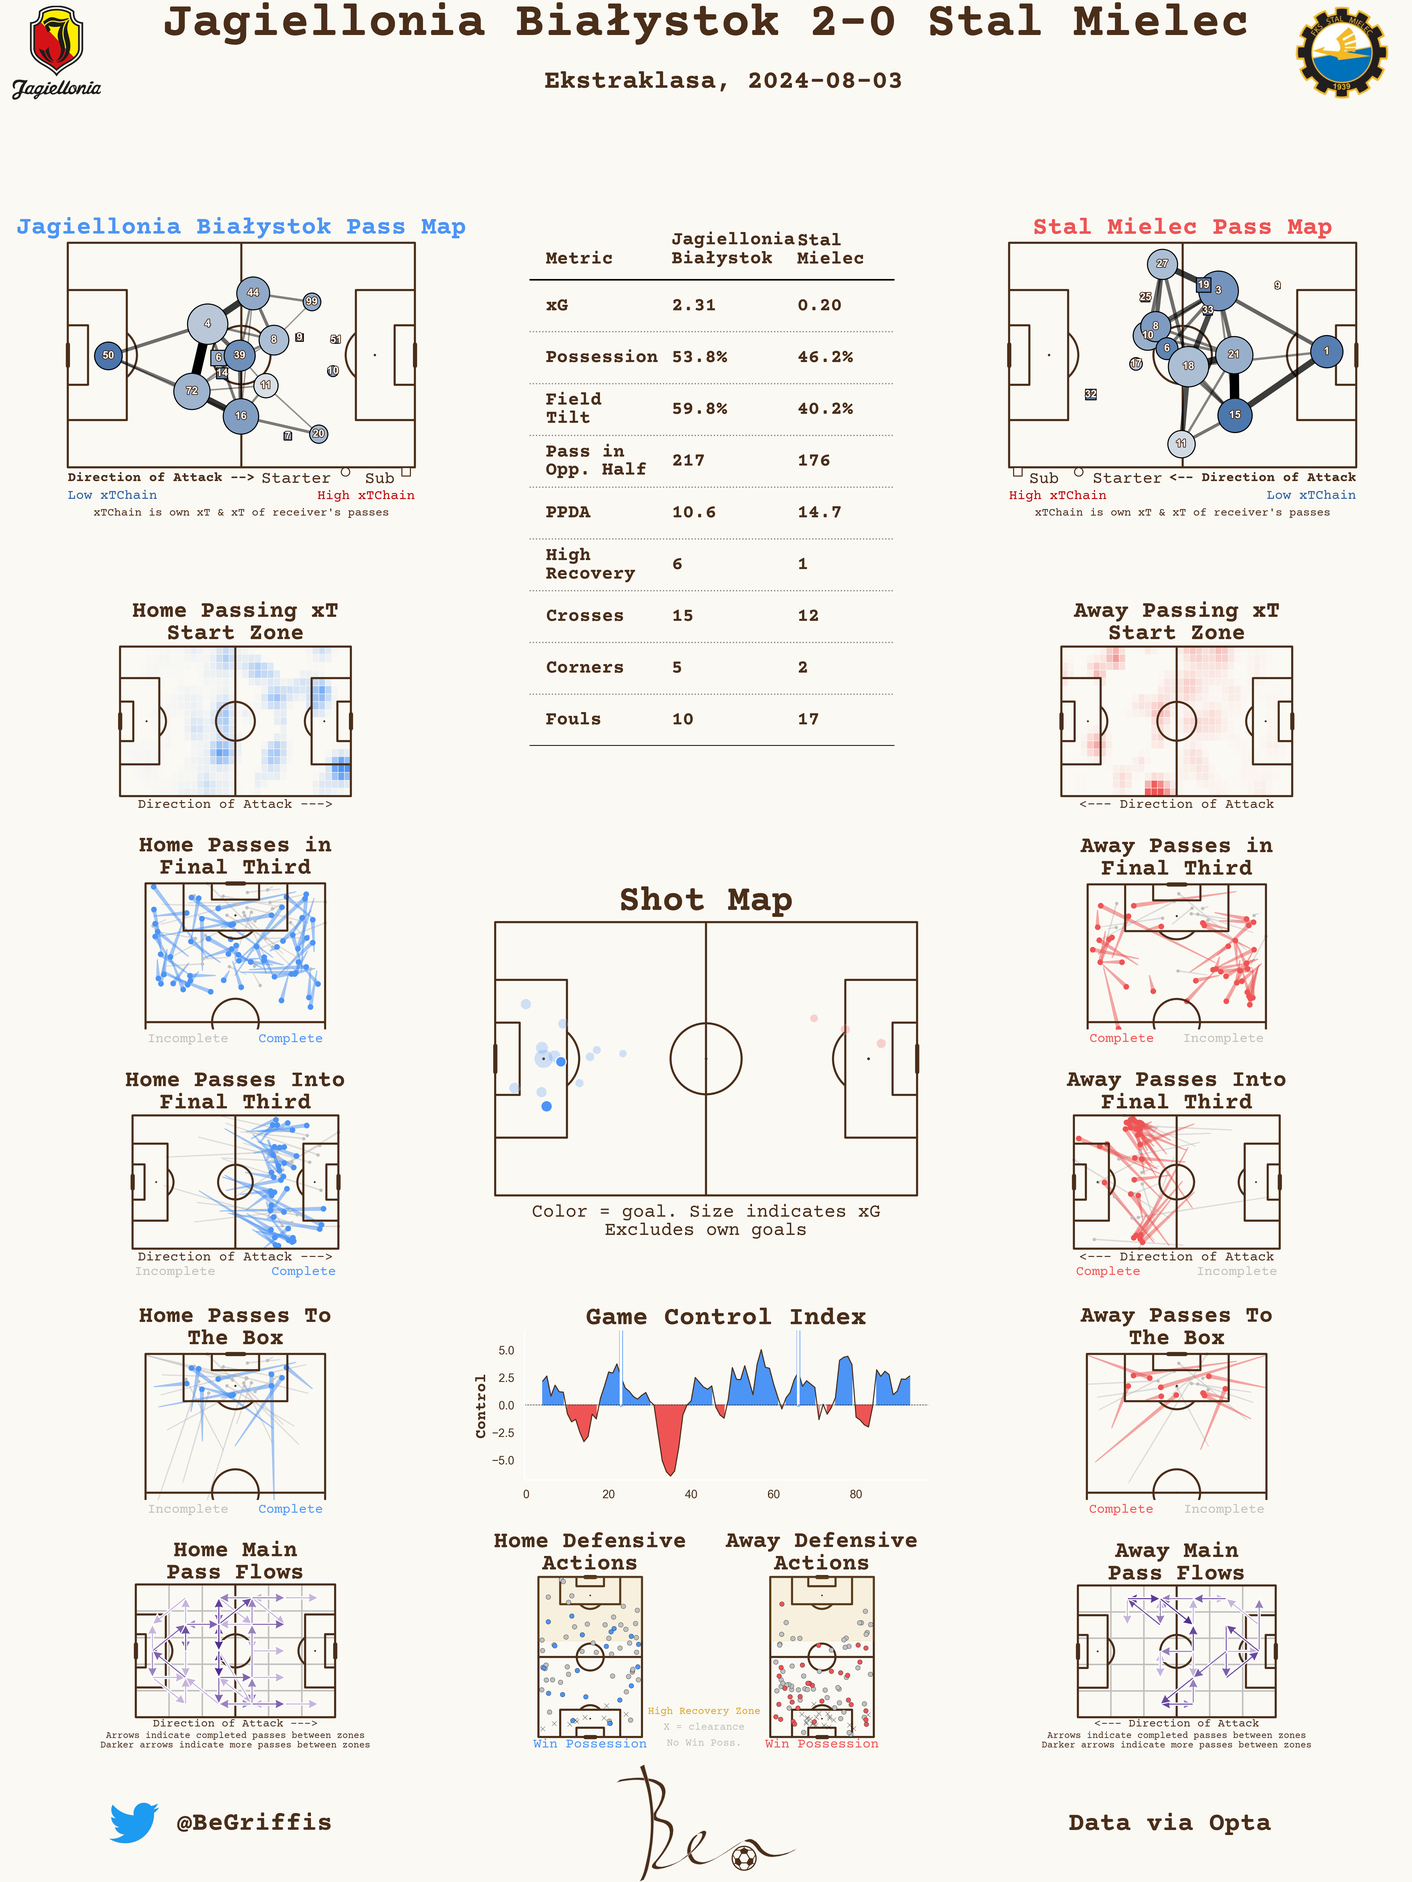 Jagiellonia Białystok 2-0 Stal Mielec
Ekstraklasa, 2024-08-03
Jagiellonia
FKS STAL MIELEC
1939
Jagiellonia Białystok Pass Map
50
4
72
44
16
39
6
14
8
11
99
20
9
7
51
10
Direction of Attack --> Starter Sub
Low xTChain High xTChain
xTChain is own xT & xT of receiver's passes
Metric Jagiellonia Białystok Stal Mielec
xG 2.31 0.20
Possession 53.8% 46.2%
Field Tilt 59.8% 40.2%
Pass in Opp. Half 217 176
PPDA 10.6 14.7
High Recovery 6 1
Crosses 15 12
Corners 5 2
Fouls 10 17
Stal Mielec Pass Map
27
19
3
9
25
33
8
10
6
17
18
21
1
32
15
11
Sub Starter <-- Direction of Attack
High xTChain Low xTChain
xTChain is own xT & xT of receiver's passes
Home Passing xT
Start Zone
Direction of Attack --->
Away Passing xT
Start Zone
<--- Direction of Attack
Home Passes in
Final Third
Incomplete Complete
Away Passes in
Final Third
Complete Incomplete
Shot Map
Color = goal. Size indicates xG
Excludes own goals
Home Passes Into
Final Third
Direction of Attack --->
Incomplete Complete
Away Passes Into
Final Third
<--- Direction of Attack
Complete Incomplete
Home Passes To
The Box
Incomplete Complete
Game Control Index
Control
5.0
2.5
0.0
−2.5
−5.0
0 20 40 60 80
Away Passes To
The Box
Complete Incomplete
Home Main
Pass Flows
Direction of Attack --->
Arrows indicate completed passes between zones
Darker arrows indicate more passes between zones
Home Defensive
Actions
Win Possession
High Recovery Zone
X = clearance
No Win Poss.
Away Defensive
Actions
Win Possession
Away Main
Pass Flows
<--- Direction of Attack
Arrows indicate completed passes between zones
Darker arrows indicate more passes between zones
@BeGriffis
Ben
Data via Opta